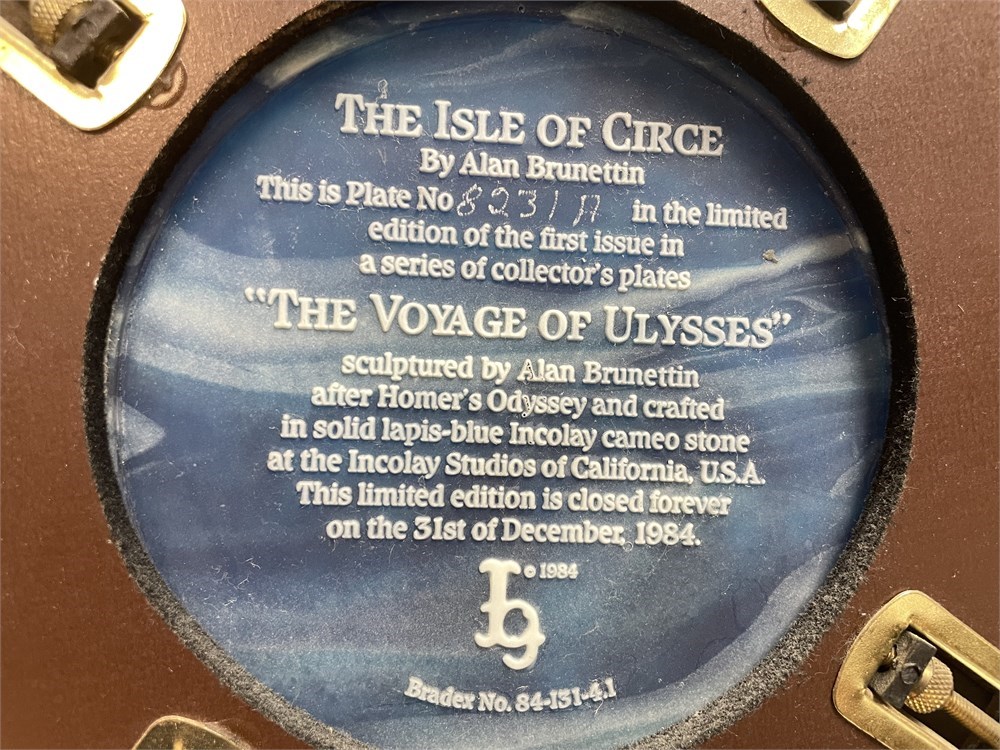 THE ISLE OF CIRCE
By Alan Brunettin
This is Plate No 8231A in the limited
edition of the first issue in
a series of collector's plates
"THE VOYAGE OF ULYSSES"
sculptured by Alan Brunettin
after Homer's Odyssey and crafted
in solid lapis-blue Incolay cameo stone
at the Incolay Studios of California, U.S.A.
This limited edition is closed forever
on the 31st of December, 1984.
© 1984
Bradex No. 84-131-4.1